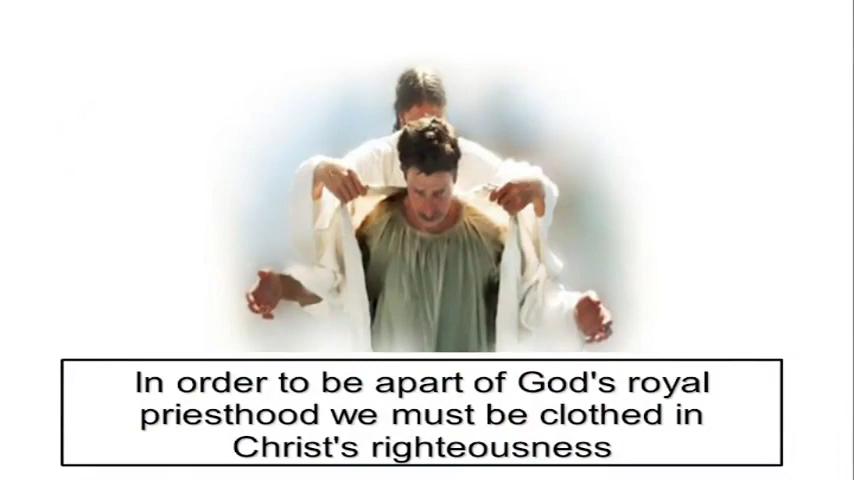 In order to be apart of God's royal
priesthood we must be clothed in
Christ's righteousness